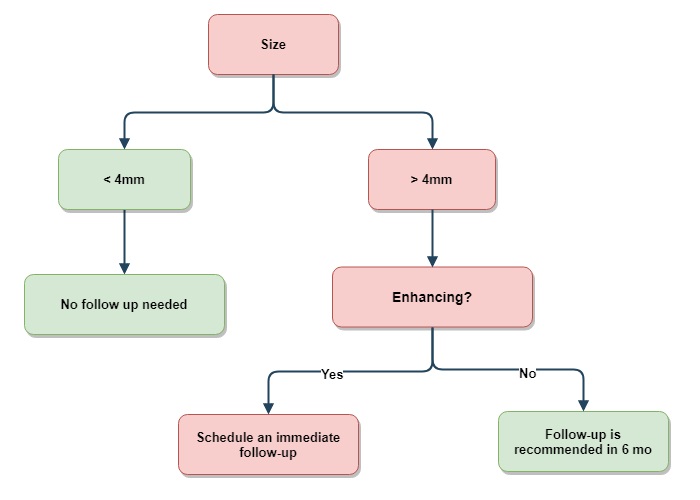 Size
< 4mm
> 4mm
No follow up needed
Enhancing?
Yes
No
Schedule an immediate
follow-up
Follow-up is
recommended in 6 mo